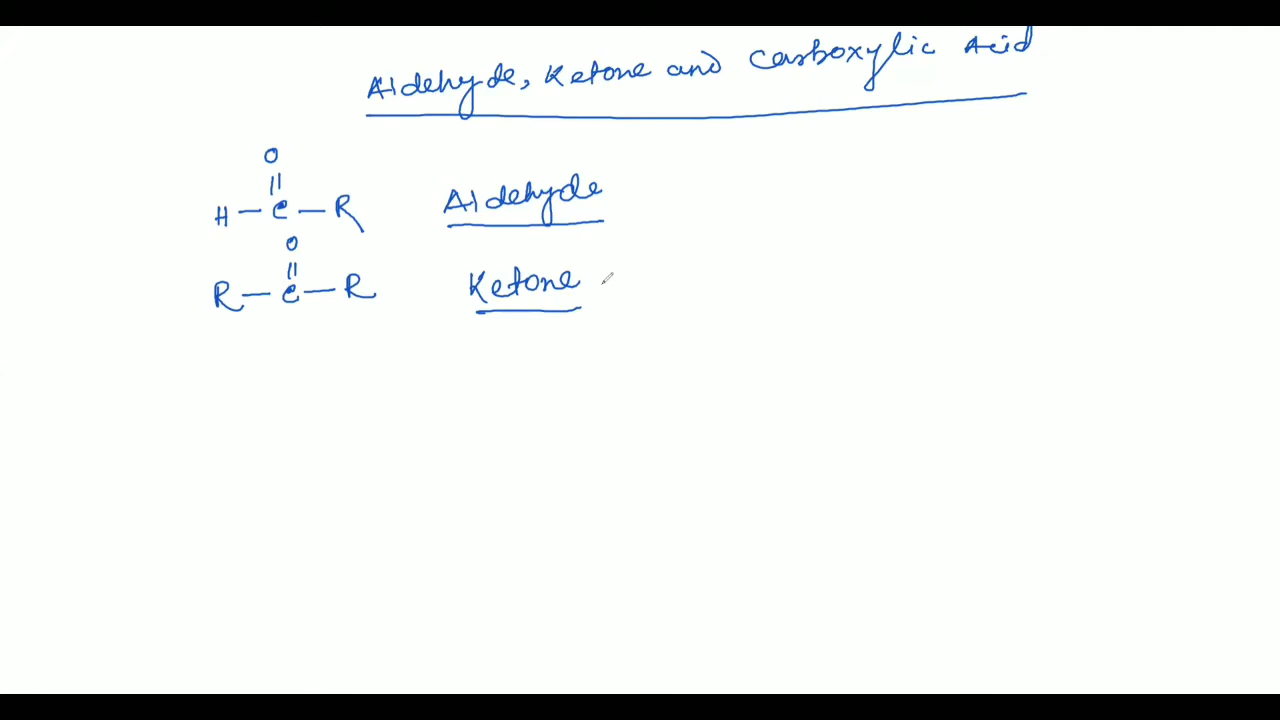 Aldehyde, Ketone and Carboxylic Acid
O
||
H — C — R Aldehyde
O
||
R — C — R Ketone